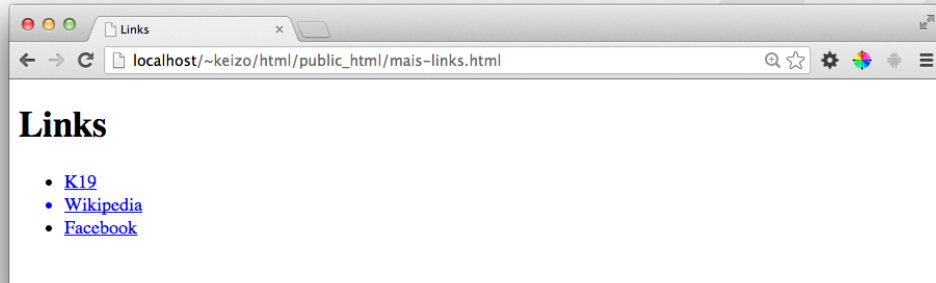 Links
localhost/~keizo/html/public_html/mais-links.html
Links
K19
Wikipedia
Facebook